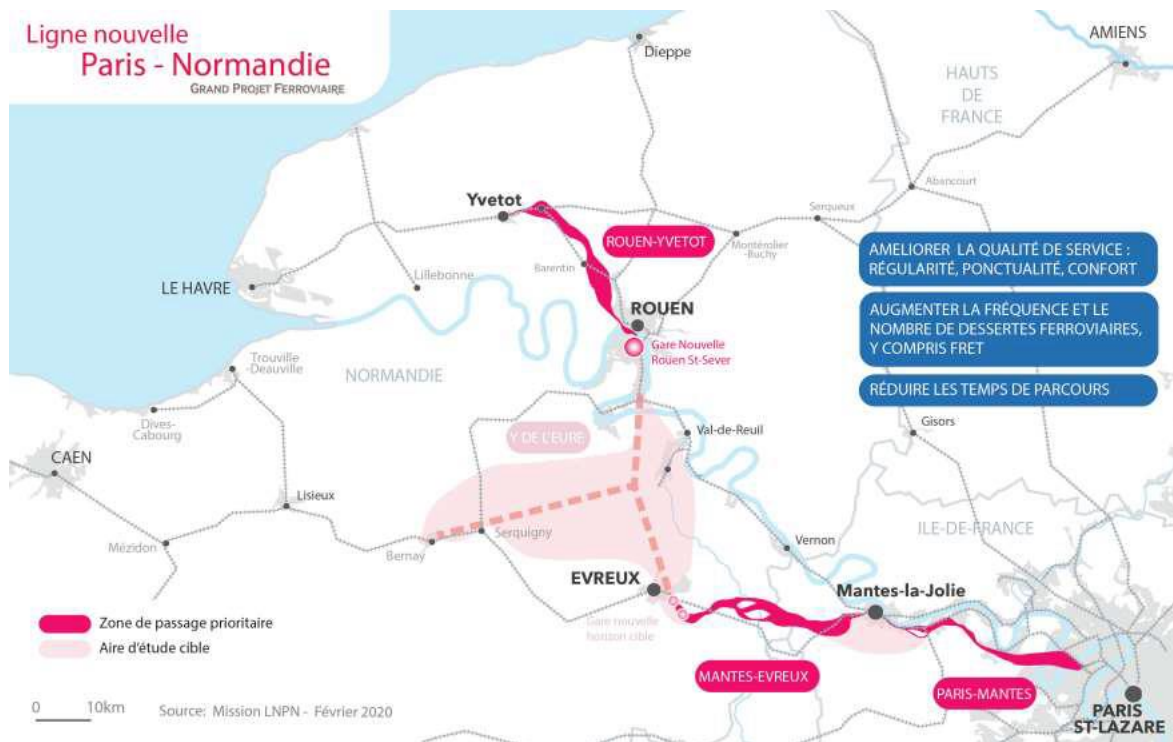 Ligne nouvelle
Paris - Normandie
GRAND PROJET FERROVIAIRE
Dieppe
AMIENS
HAUTS
DE
FRANCE
Abancourt
Yvetot
Serqueux
ROUEN-YVETOT
Montérolier
-Buchy
Barentin
Lillebonne
LE HAVRE
AMELIORER LA QUALITÉ DE SERVICE :
RÉGULARITÉ, PONCTUALITÉ, CONFORT
ROUEN
AUGMENTER LA FRÉQUENCE ET LE
NOMBRE DE DESSERTES FERROVIAIRES,
Y COMPRIS FRET
Gare Nouvelle
Rouen St-Sever
Trouville
-Deauville
NORMANDIE
RÉDUIRE LES TEMPS DE PARCOURS
Dives-
Cabourg
Y DE L'EURE
Val-de-Reuil
Gisors
CAEN
Lisieux
ILE-DE-FRANCE
Mézidon
Bernay
Serquigny
Vernon
EVREUX
Mantes-la-Jolie
Gare nouvelle
horizon cible
Zone de passage prioritaire
Aire d'étude cible
MANTES-EVREUX
PARIS-MANTES
0 10km
Source: Mission LNPN - Février 2020
PARIS
ST-LAZARE